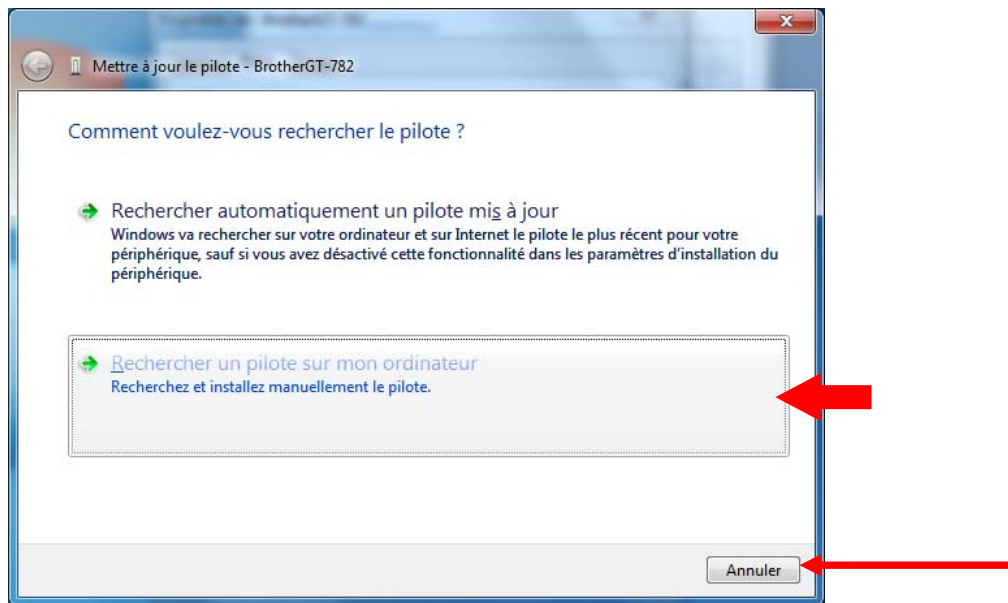 Mettre à jour le pilote - BrotherGT-782
Comment voulez-vous rechercher le pilote ?
Rechercher automatiquement un pilote mis à jour
Windows va rechercher sur votre ordinateur et sur Internet le pilote le plus récent pour votre
périphérique, sauf si vous avez désactivé cette fonctionnalité dans les paramètres d'installation du
périphérique.
Rechercher un pilote sur mon ordinateur
Recherchez et installez manuellement le pilote.
Annuler